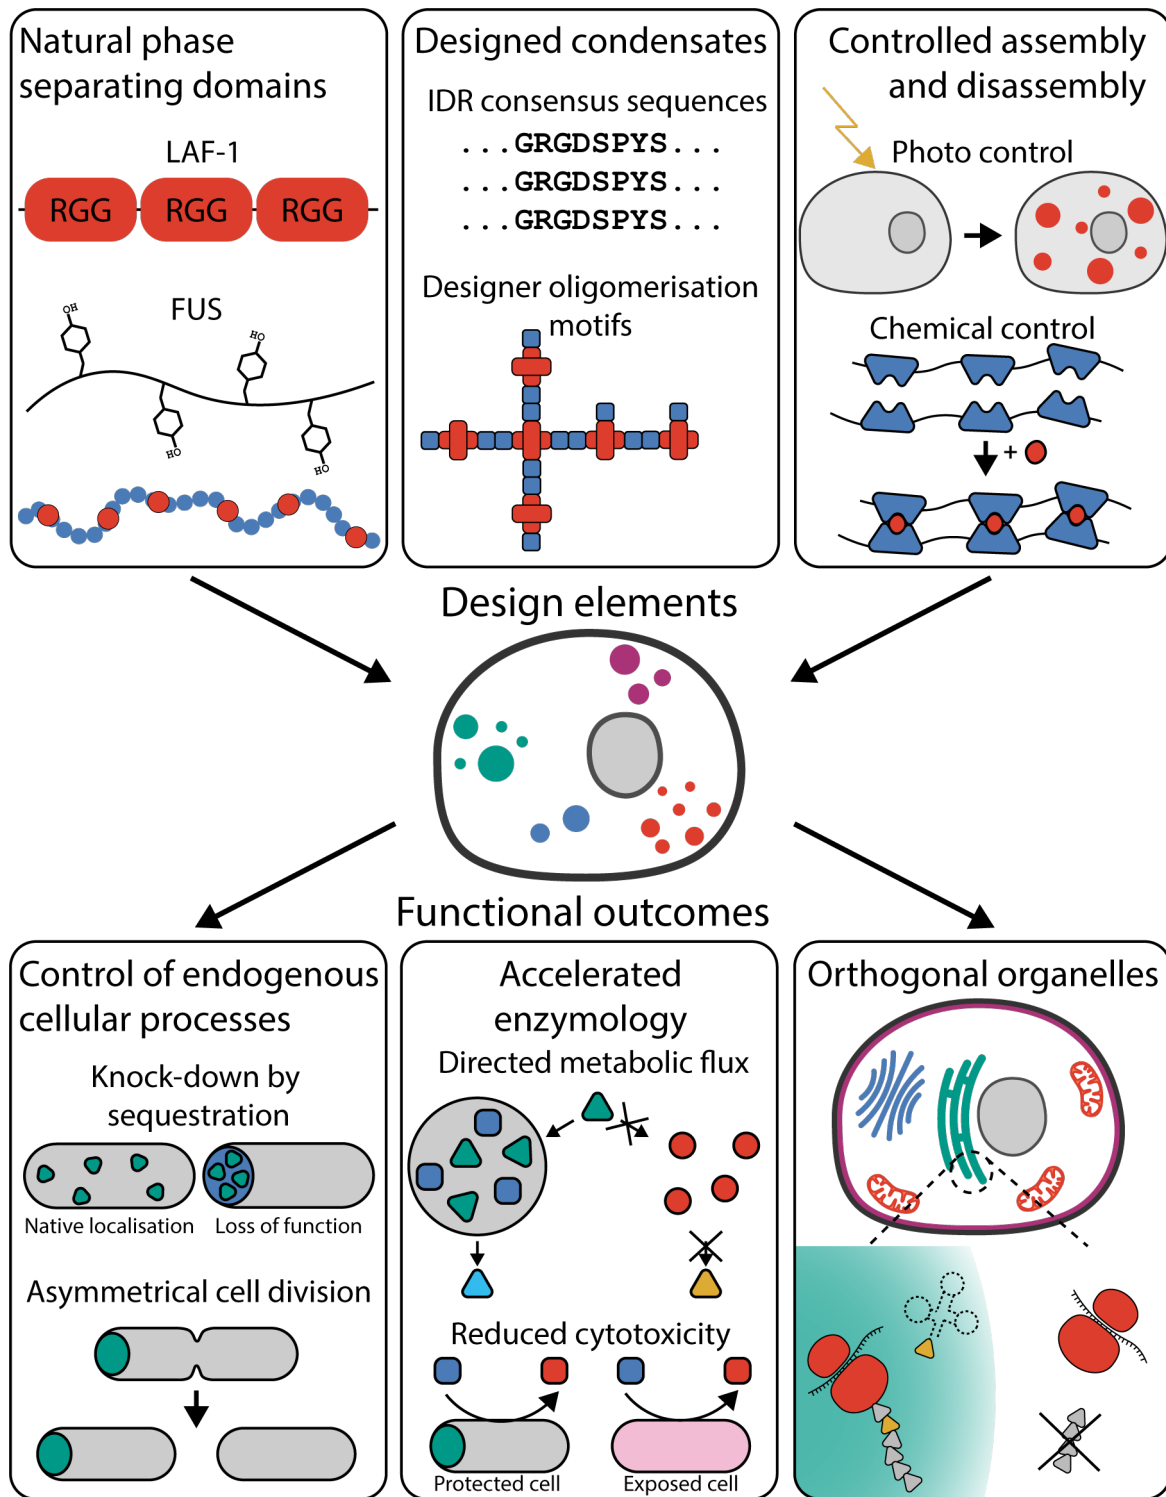 Natural phase
separating domains
LAF-1
RGG RGG RGG
FUS
OH
HO
HO
HO
Designed condensates
IDR consensus sequences
...GRGDSPYS...
...GRGDSPYS...
...GRGDSPYS...
Designer oligomerisation
motifs
Controlled assembly
and disassembly
Photo control
Chemical control
+
Design elements
Functional outcomes
Control of endogenous
cellular processes
Knock-down by
sequestration
Native localisation
Loss of function
Asymmetrical cell division
Accelerated
enzymology
Directed metabolic flux
Reduced cytotoxicity
Protected cell
Exposed cell
Orthogonal organelles